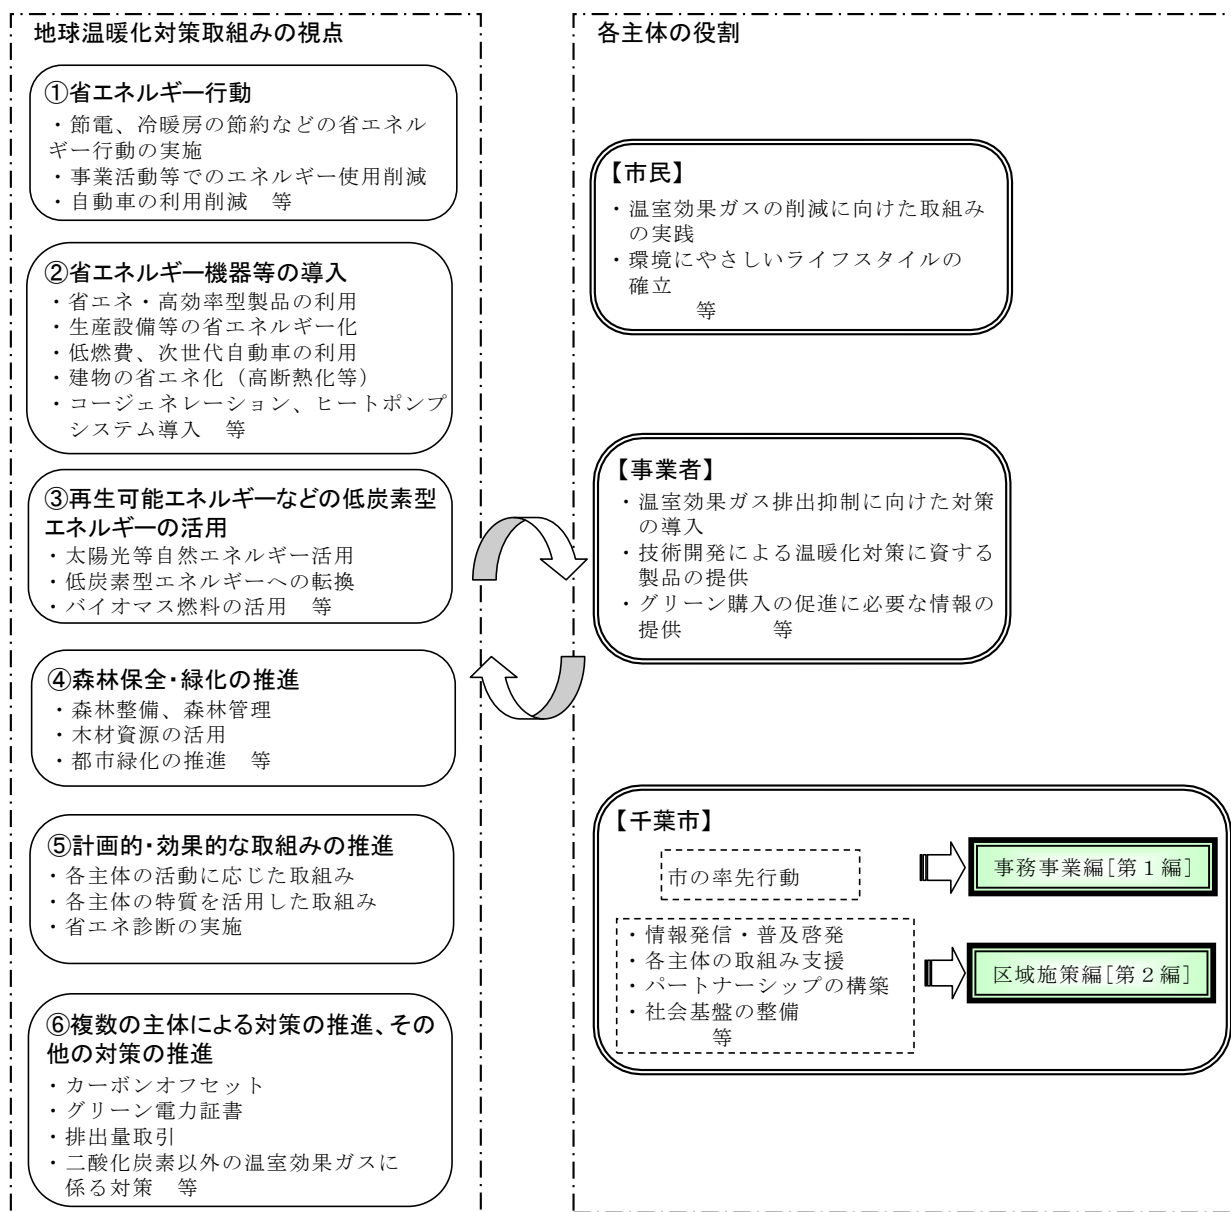 地球温暖化対策取組みの視点
①省エネルギー行動
・節電、冷暖房の節約などの省エネル
ギー行動の実施
・事業活動等でのエネルギー使用削減
・自動車の利用削減　等
②省エネルギー機器等の導入
・省エネ・高効率型製品の利用
・生産設備等の省エネルギー化
・低燃費、次世代自動車の利用
・建物の省エネ化（高断熱化等）
・コージェネレーション、ヒートポンプ
システム導入　等
③再生可能エネルギーなどの低炭素型
エネルギーの活用
・太陽光等自然エネルギー活用
・低炭素型エネルギーへの転換
・バイオマス燃料の活用　等
④森林保全・緑化の推進
・森林整備、森林管理
・木材資源の活用
・都市緑化の推進　等
⑤計画的・効果的な取組みの推進
・各主体の活動に応じた取組み
・各主体の特質を活用した取組み
・省エネ診断の実施
⑥複数の主体による対策の推進、その
他の対策の推進
・カーボンオフセット
・グリーン電力証書
・排出量取引
・二酸化炭素以外の温室効果ガスに
係る対策　等
各主体の役割
【市民】
・温室効果ガスの削減に向けた取組み
の実践
・環境にやさしいライフスタイルの
確立
等
【事業者】
・温室効果ガス排出抑制に向けた対策
の導入
・技術開発による温暖化対策に資する
製品の提供
・グリーン購入の促進に必要な情報の
提供　　　等
【千葉市】
市の率先行動
事務事業編[第１編]
・情報発信・普及啓発
・各主体の取組み支援
・パートナーシップの構築
・社会基盤の整備
等
区域施策編[第２編]